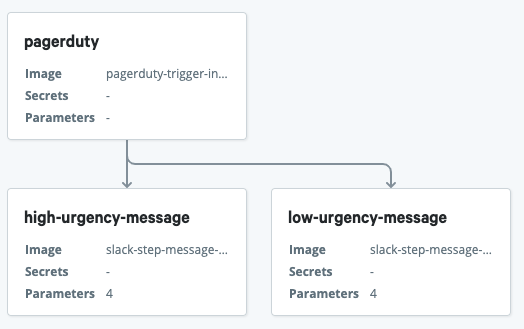 pagerduty
Image pagerduty-trigger-in...
Secrets -
Parameters -
high-urgency-message
Image slack-step-message-...
Secrets -
Parameters 4
low-urgency-message
Image slack-step-message-...
Secrets -
Parameters 4